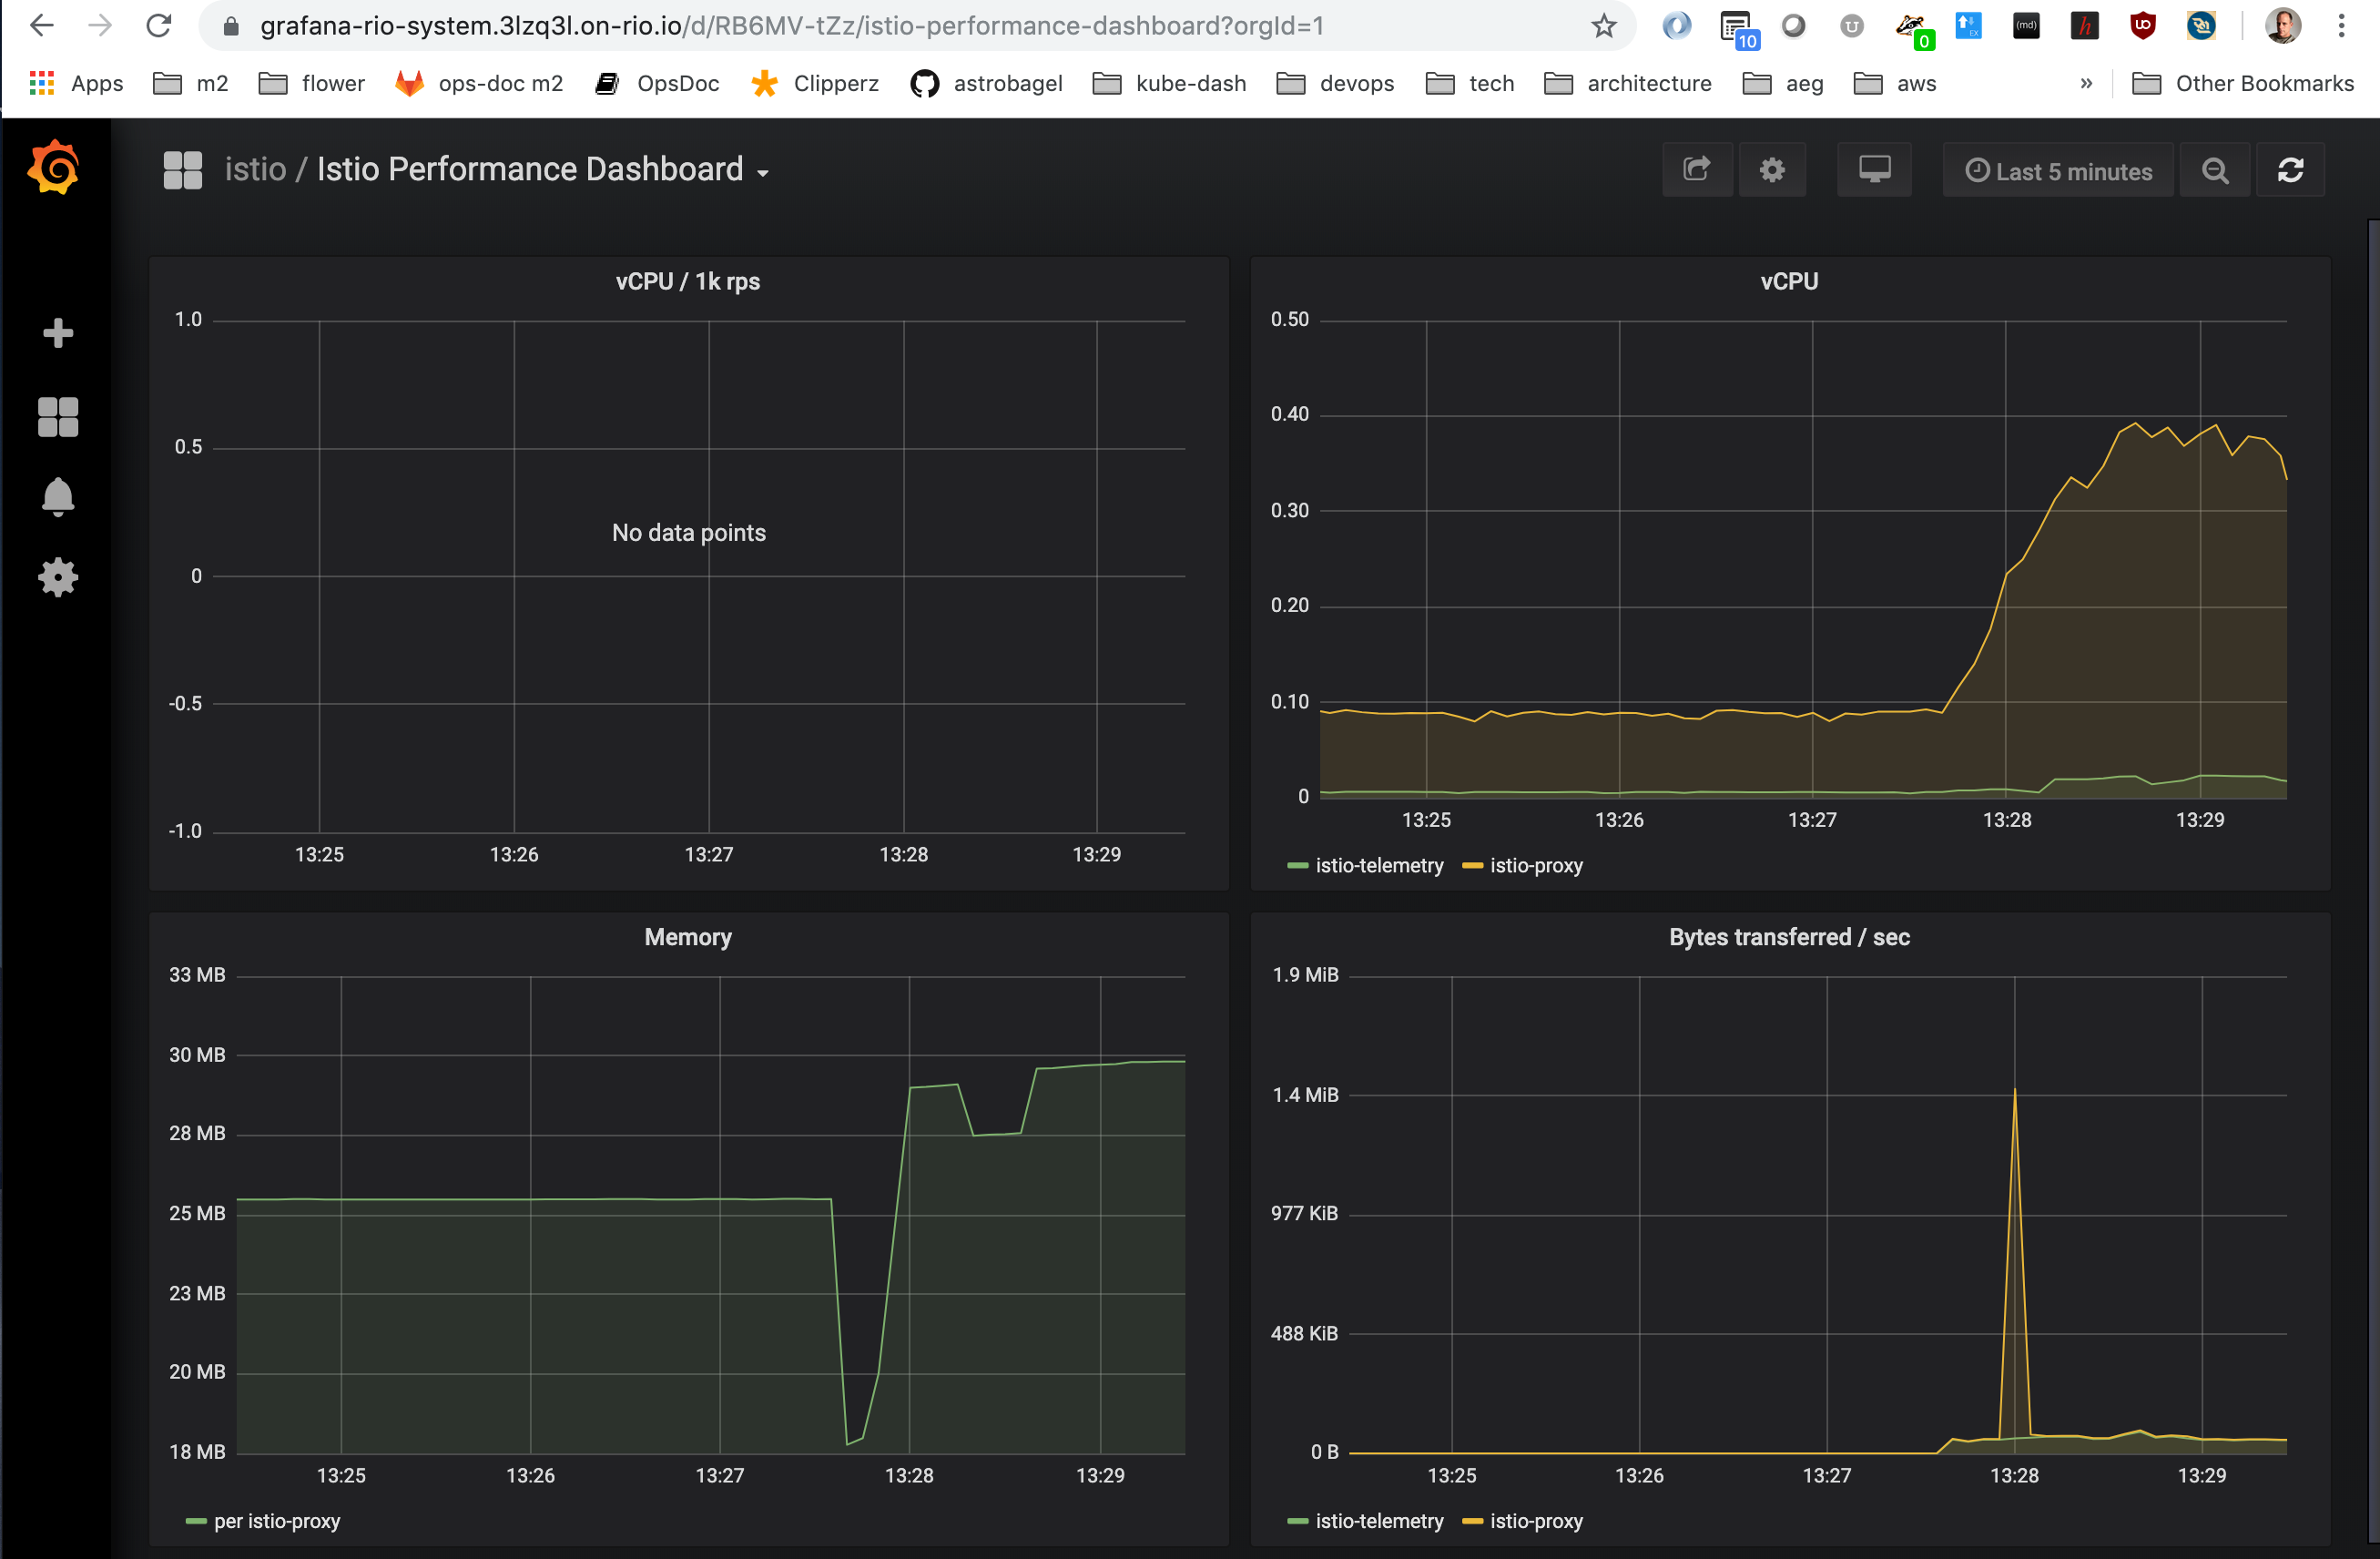 grafana-rio-system.3lzq3l.on-rio.io/d/RB6MV-tZz/istio-performance-dashboard?orgId=1
10
U
0
EX
(md)
h
UO
Apps
m2
flower
ops-doc m2
OpsDoc
Clipperz
astrobagel
kube-dash
devops
tech
architecture
aeg
aws
»
Other Bookmarks
istio / Istio Performance Dashboard
Last 5 minutes
vCPU / 1k rps
1.0
0.5
0
-0.5
-1.0
No data points
13:25 13:26 13:27 13:28 13:29
vCPU
0.50
0.40
0.30
0.20
0.10
0
13:25 13:26 13:27 13:28 13:29
istio-telemetry istio-proxy
Memory
33 MB
30 MB
28 MB
25 MB
23 MB
20 MB
18 MB
13:25 13:26 13:27 13:28 13:29
per istio-proxy
Bytes transferred / sec
1.9 MiB
1.4 MiB
977 KiB
488 KiB
0 B
13:25 13:26 13:27 13:28 13:29
istio-telemetry istio-proxy